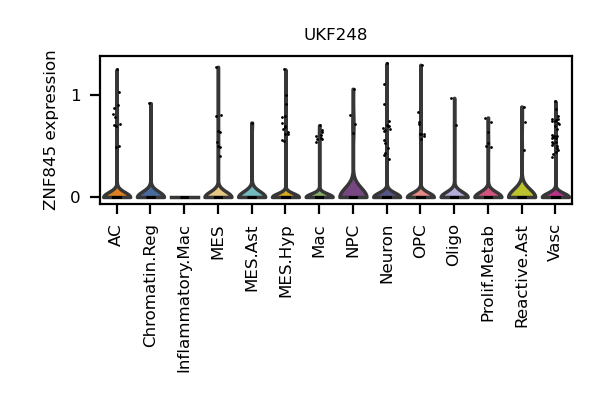 UKF248
ZNF845 expression
1
0
AC
Chromatin.Reg
Inflammatory.Mac
MES
MES.Ast
MES.Hyp
Mac
NPC
Neuron
OPC
Oligo
Prolif.Metab
Reactive.Ast
Vasc